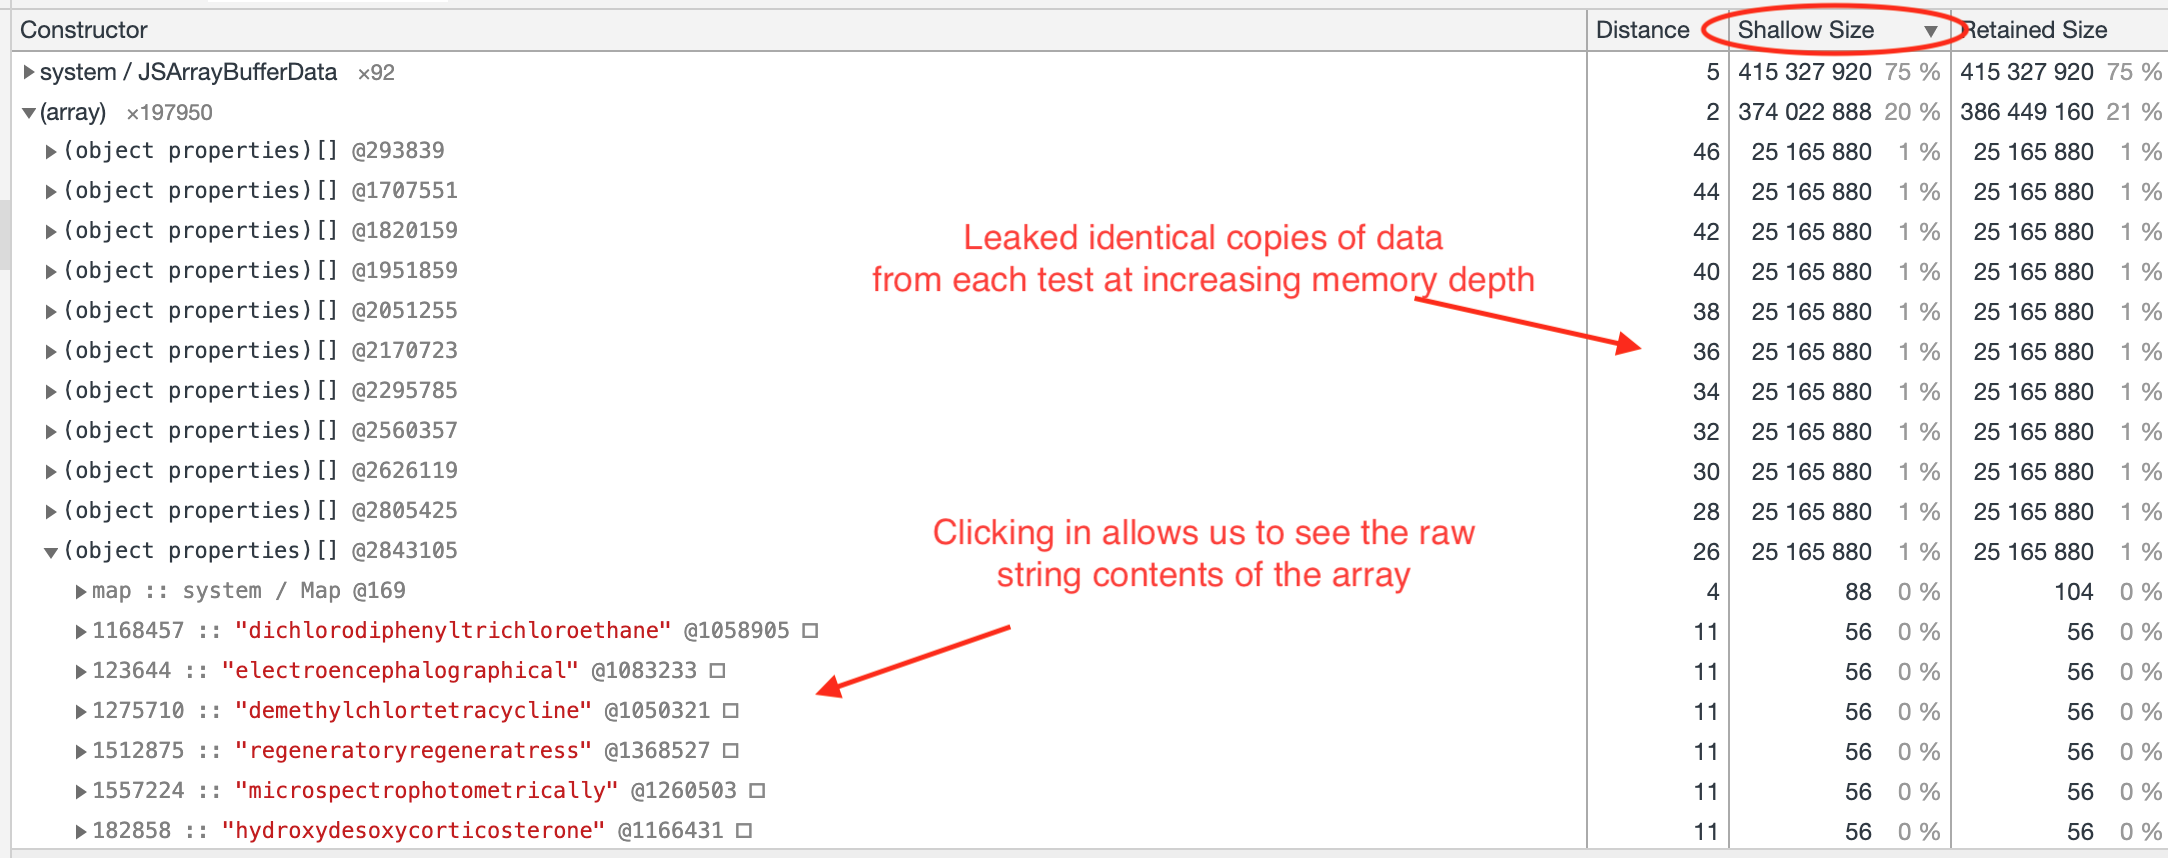 Constructor Distance Shallow Size ▼ Retained Size
▶ system / JSArrayBufferData ×92 5 415 327 920 75 % 415 327 920 75 %
▼ (array) ×197950 2 374 022 888 20 % 386 449 160 21 %
▶ (object properties)[] @293839 46 25 165 880 1 % 25 165 880 1 %
▶ (object properties)[] @1707551 44 25 165 880 1 % 25 165 880 1 %
▶ (object properties)[] @1820159 42 25 165 880 1 % 25 165 880 1 %
Leaked identical copies of data
from each test at increasing memory depth
▶ (object properties)[] @1951859 40 25 165 880 1 % 25 165 880 1 %
▶ (object properties)[] @2051255 38 25 165 880 1 % 25 165 880 1 %
▶ (object properties)[] @2170723 36 25 165 880 1 % 25 165 880 1 %
▶ (object properties)[] @2295785 34 25 165 880 1 % 25 165 880 1 %
▶ (object properties)[] @2560357 32 25 165 880 1 % 25 165 880 1 %
▶ (object properties)[] @2626119 30 25 165 880 1 % 25 165 880 1 %
▶ (object properties)[] @2805425 28 25 165 880 1 % 25 165 880 1 %
Clicking in allows us to see the raw
string contents of the array
▼ (object properties)[] @2843105 26 25 165 880 1 % 25 165 880 1 %
▶ map :: system / Map @169 4 88 0 % 104 0 %
▶ 1168457 :: "dichlorodiphenyltrichloroethane" @1058905 □ 11 56 0 % 56 0 %
▶ 123644 :: "electroencephalographical" @1083233 □ 11 56 0 % 56 0 %
▶ 1275710 :: "demethylchlortetracycline" @1050321 □ 11 56 0 % 56 0 %
▶ 1512875 :: "regeneratoryregeneratress" @1368527 □ 11 56 0 % 56 0 %
▶ 1557224 :: "microspectrophotometrically" @1260503 □ 11 56 0 % 56 0 %
▶ 182858 :: "hydroxydesoxycorticosterone" @1166431 □ 11 56 0 % 56 0 %